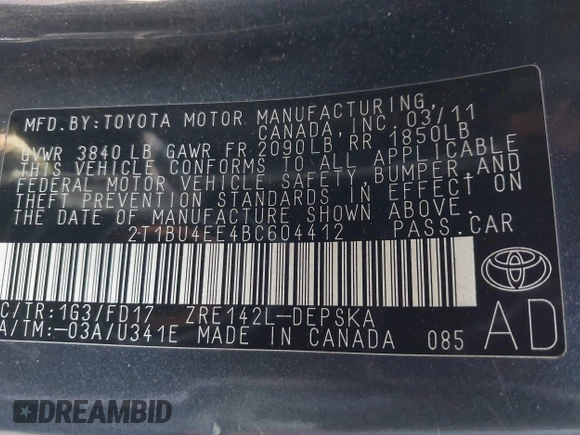 MFD. BY: TOYOTA MOTOR MANUFACTURING,
CANADA, INC. 03/11
GVWR 3840 LB GAWR FR 2090LB, RR 1850LB
THIS VEHICLE CONFORMS TO ALL APPLICABLE
FEDERAL MOTOR VEHICLE SAFETY, BUMPER, AND
THEFT PREVENTION STANDARDS IN EFFECT ON
THE DATE OF MANUFACTURE SHOWN ABOVE.
2T1BU4EE4BC604412 PASS. CAR
C/TR: 1G3/FD17 ZRE142L-DEPSKA
A/TM: -03A/U341E MADE IN CANADA 085
AD
DREAMBID